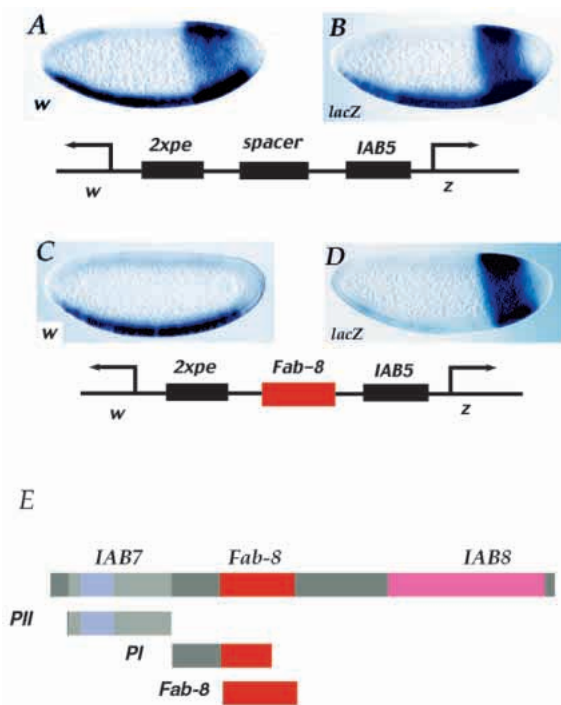 A B
w lacZ
2xpe spacer IAB5
w z
C D
w lacZ
2xpe Fab-8 IAB5
w z
E
IAB7 Fab-8 IAB8
PII
PI
Fab-8